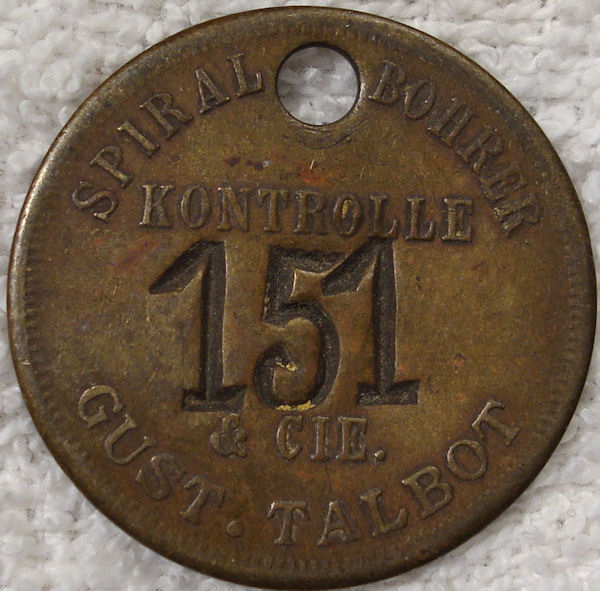 SPIRAL BOHRER
KONTROLLE
151
& CIE.
GUST. TALBOT